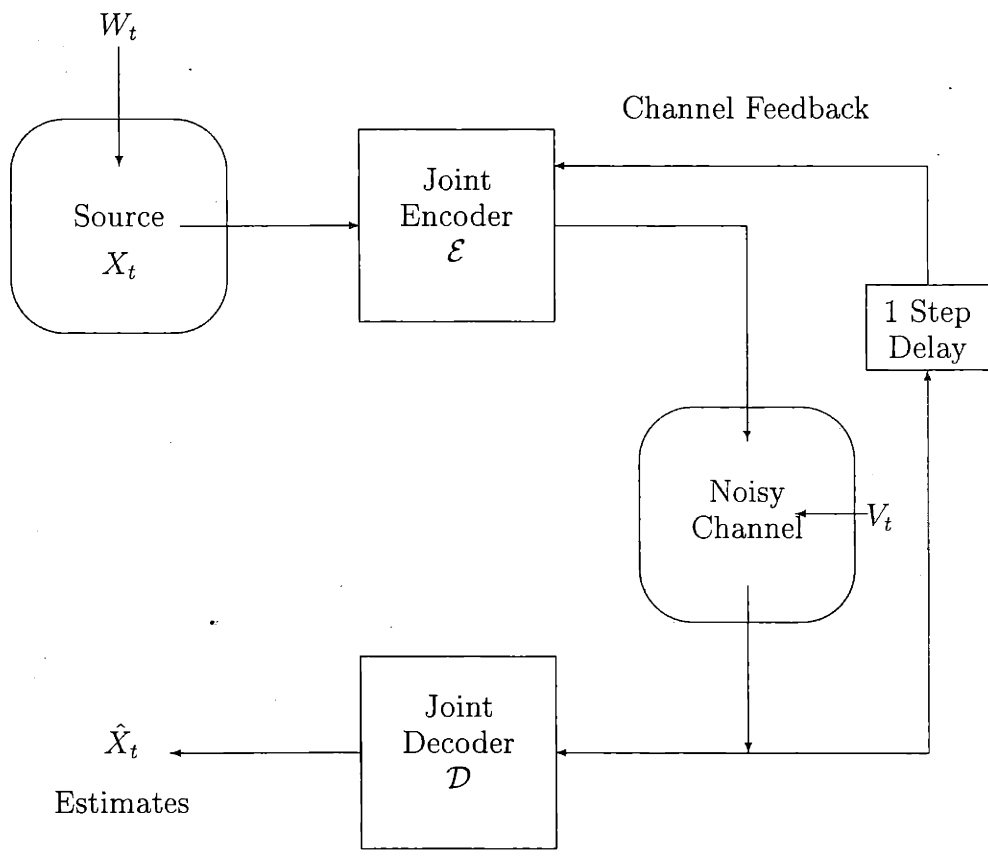 W_t
Channel Feedback
Joint
Encoder
ℰ
Source
X_t
1 Step
Delay
Noisy
Channel
V_t
Joint
Decoder
𝒟
X̂_t
Estimates